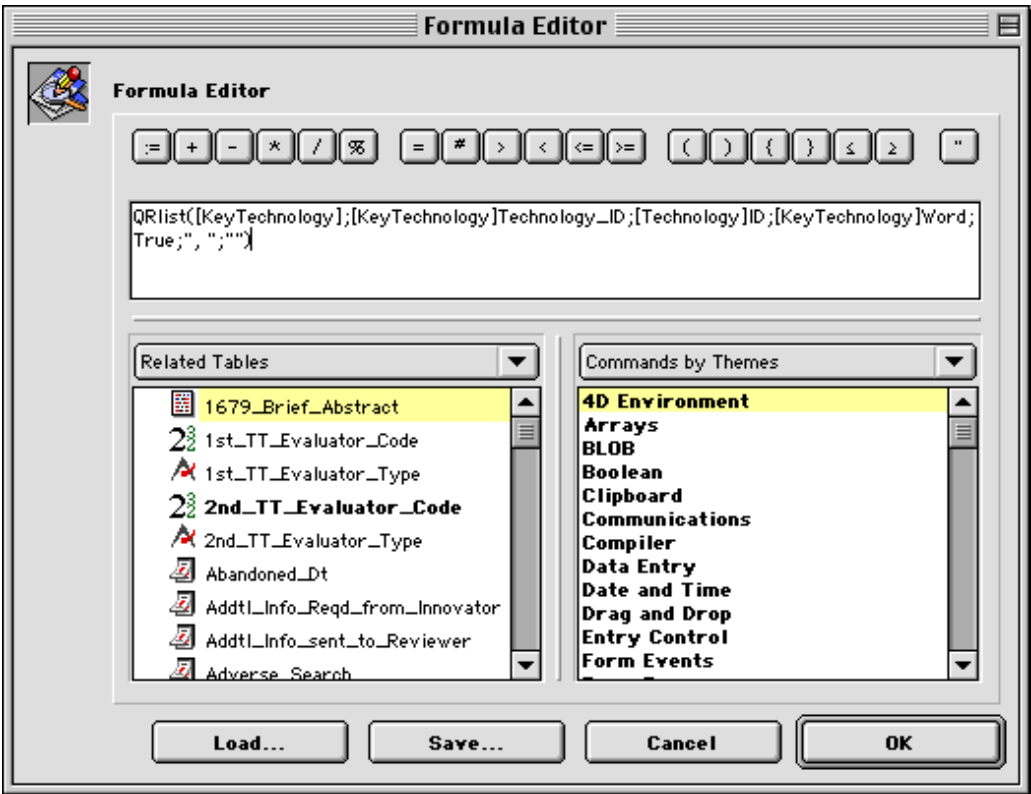 Formula Editor
Formula Editor
:= + - * / % = # > < <= >= ( ) { } ≤ ≥ "
QRlist([KeyTechnology];[KeyTechnology]Technology_ID;[Technology]ID;[KeyTechnology]Word;
True;", ";"")
Related Tables
1679_Brief_Abstract
1st_TT_Evaluator_Code
1st_TT_Evaluator_Type
2nd_TT_Evaluator_Code
2nd_TT_Evaluator_Type
Abandoned_Dt
Addtl_Info_Reqd_from_Innovator
Addtl_Info_sent_to_Reviewer
Adverse_Search
Commands by Themes
4D Environment
Arrays
BLOB
Boolean
Clipboard
Communications
Compiler
Data Entry
Date and Time
Drag and Drop
Entry Control
Form Events
Load... Save... Cancel OK